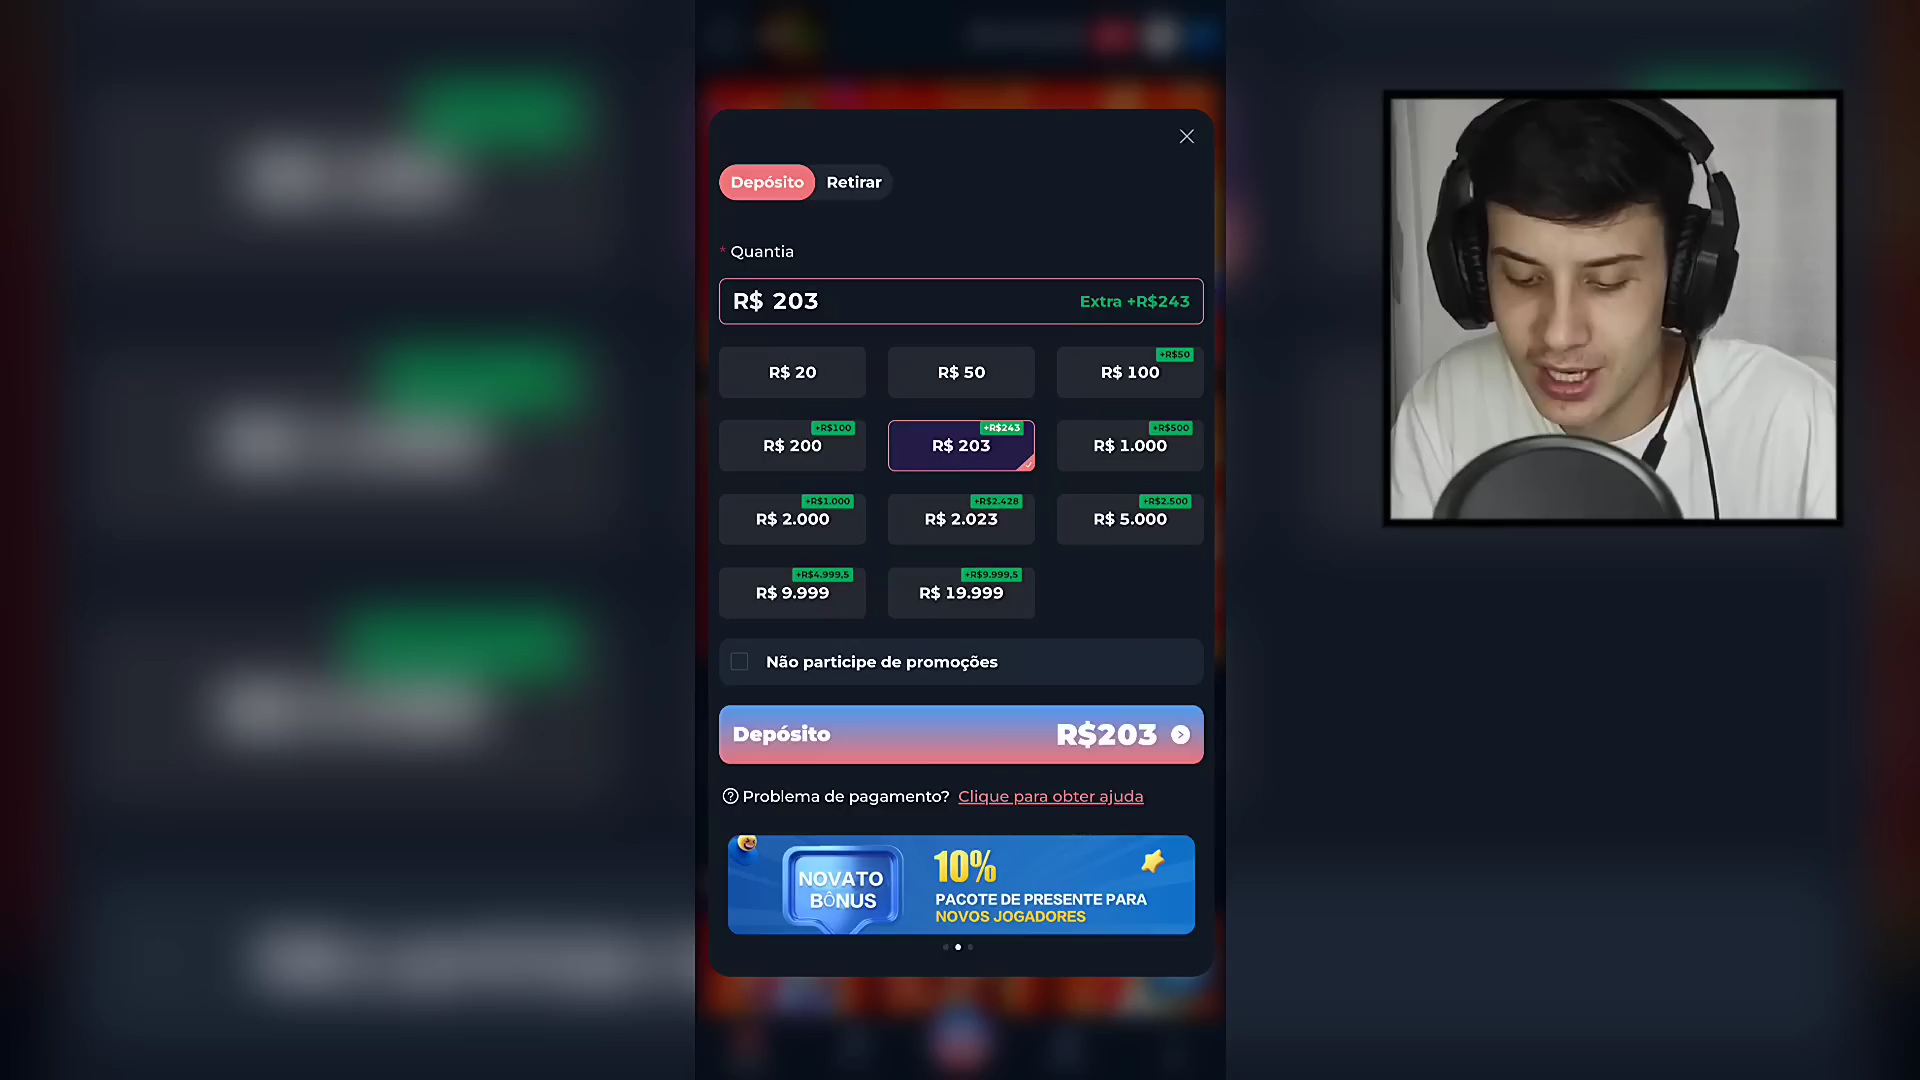 Depósito Retirar
* Quantia
R$ 203 Extra +R$243
R$ 20
R$ 50
+R$50
R$ 100
+R$100
R$ 200
+R$243
R$ 203
+R$500
R$ 1.000
+R$1.000
R$ 2.000
+R$2.428
R$ 2.023
+R$2.500
R$ 5.000
+R$4.999,5
R$ 9.999
+R$9.999,5
R$ 19.999
Não participe de promoções
Depósito R$203
Problema de pagamento? Clique para obter ajuda
NOVATO
BÔNUS
10%
PACOTE DE PRESENTE PARA
NOVOS JOGADORES